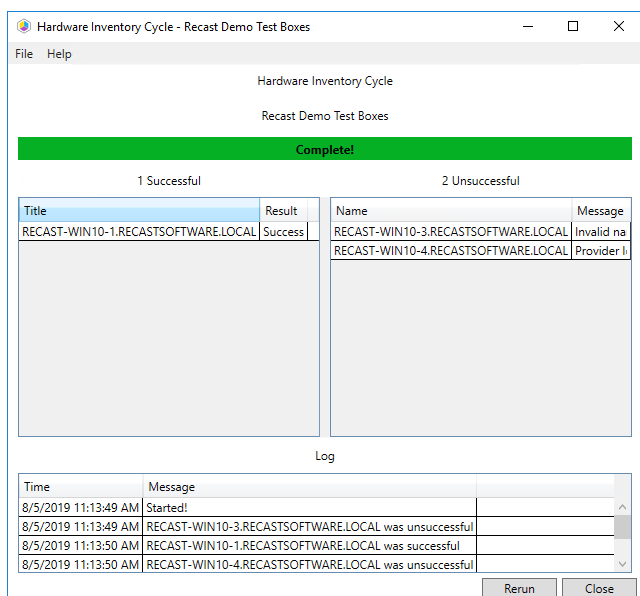 Hardware Inventory Cycle - Recast Demo Test Boxes
File Help
Hardware Inventory Cycle
Recast Demo Test Boxes
Complete!
1 Successful
2 Unsuccessful
Title Result
RECAST-WIN10-1.RECASTSOFTWARE.LOCAL Success
Name Message
RECAST-WIN10-3.RECASTSOFTWARE.LOCAL Invalid na
RECAST-WIN10-4.RECASTSOFTWARE.LOCAL Provider
Log
Time Message
8/5/2019 11:13:49 AM Started!
8/5/2019 11:13:49 AM RECAST-WIN10-3.RECASTSOFTWARE.LOCAL was unsuccessful
8/5/2019 11:13:50 AM RECAST-WIN10-1.RECASTSOFTWARE.LOCAL was successful
8/5/2019 11:13:50 AM RECAST-WIN10-4.RECASTSOFTWARE.LOCAL was unsuccessful
Rerun Close